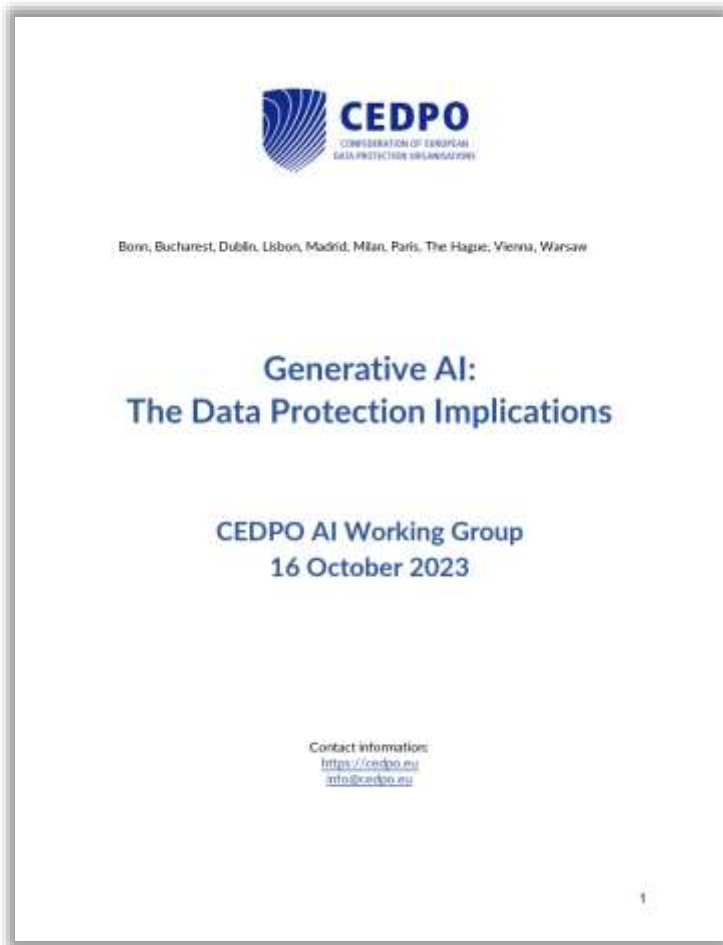 CEDPO
CONFEDERATION OF EUROPEAN
DATA PROTECTION ORGANISATIONS
Bonn, Bucharest, Dublin, Lisbon, Madrid, Milan, Paris, The Hague, Vienna, Warsaw
Generative AI:
The Data Protection Implications
CEDPO AI Working Group
16 October 2023
Contact information:
https://cedpo.eu
info@cedpo.eu
1